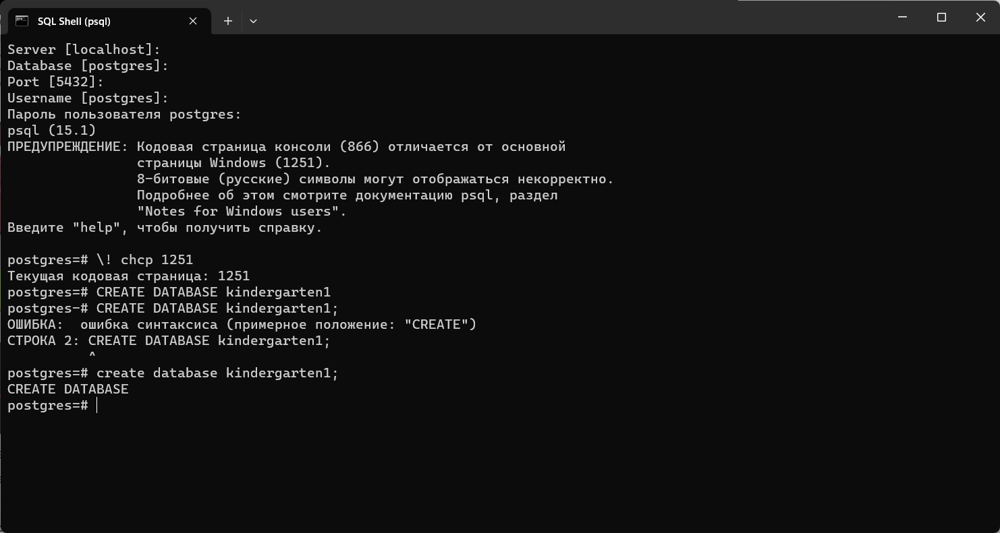 SQL Shell (psql)
Server [localhost]:
Database [postgres]:
Port [5432]:
Username [postgres]:
Пароль пользователя postgres:
psql (15.1)
ПРЕДУПРЕЖДЕНИЕ: Кодовая страница консоли (866) отличается от основной
страницы Windows (1251).
8-битовые (русские) символы могут отображаться некорректно.
Подробнее об этом смотрите документацию psql, раздел
"Notes for Windows users".
Введите "help", чтобы получить справку.
postgres=# \! chcp 1251
Текущая кодовая страница: 1251
postgres=# CREATE DATABASE kindergarten1
postgres-# CREATE DATABASE kindergarten1;
ОШИБКА:  ошибка синтаксиса (примерное положение: "CREATE")
СТРОКА 2: CREATE DATABASE kindergarten1;
^
postgres=# create database kindergarten1;
CREATE DATABASE
postgres=#